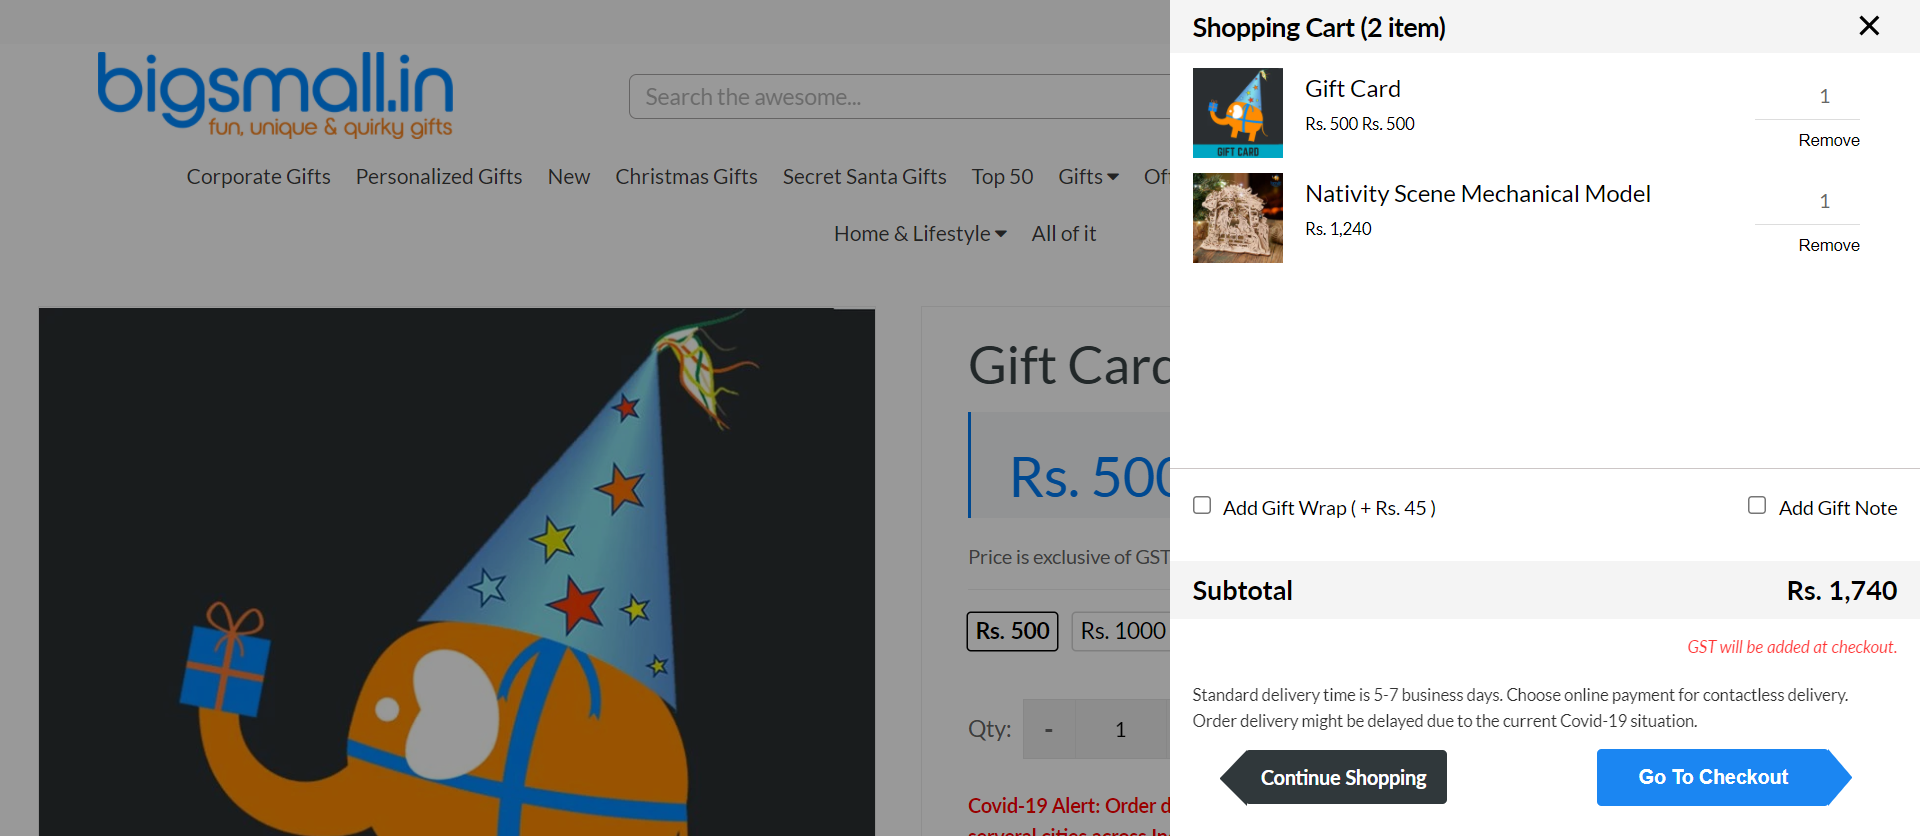 bigsmall.in
fun, unique & quirky gifts
Search the awesome...
Corporate Gifts Personalized Gifts New Christmas Gifts Secret Santa Gifts Top 50 Gifts
Home & Lifestyle All of it
Gift Card
Rs. 500
Price is exclusive of GST
Rs. 500 Rs. 1000
Qty: - 1
Covid-19 Alert: Order
Shopping Cart (2 item)
GIFT CARD
Gift Card
Rs. 500 Rs. 500
1
Remove
Nativity Scene Mechanical Model
Rs. 1,240
1
Remove
Add Gift Wrap ( + Rs. 45 ) Add Gift Note
Subtotal Rs. 1,740
GST will be added at checkout.
Standard delivery time is 5-7 business days. Choose online payment for contactless delivery.
Order delivery might be delayed due to the current Covid-19 situation.
Continue Shopping Go To Checkout